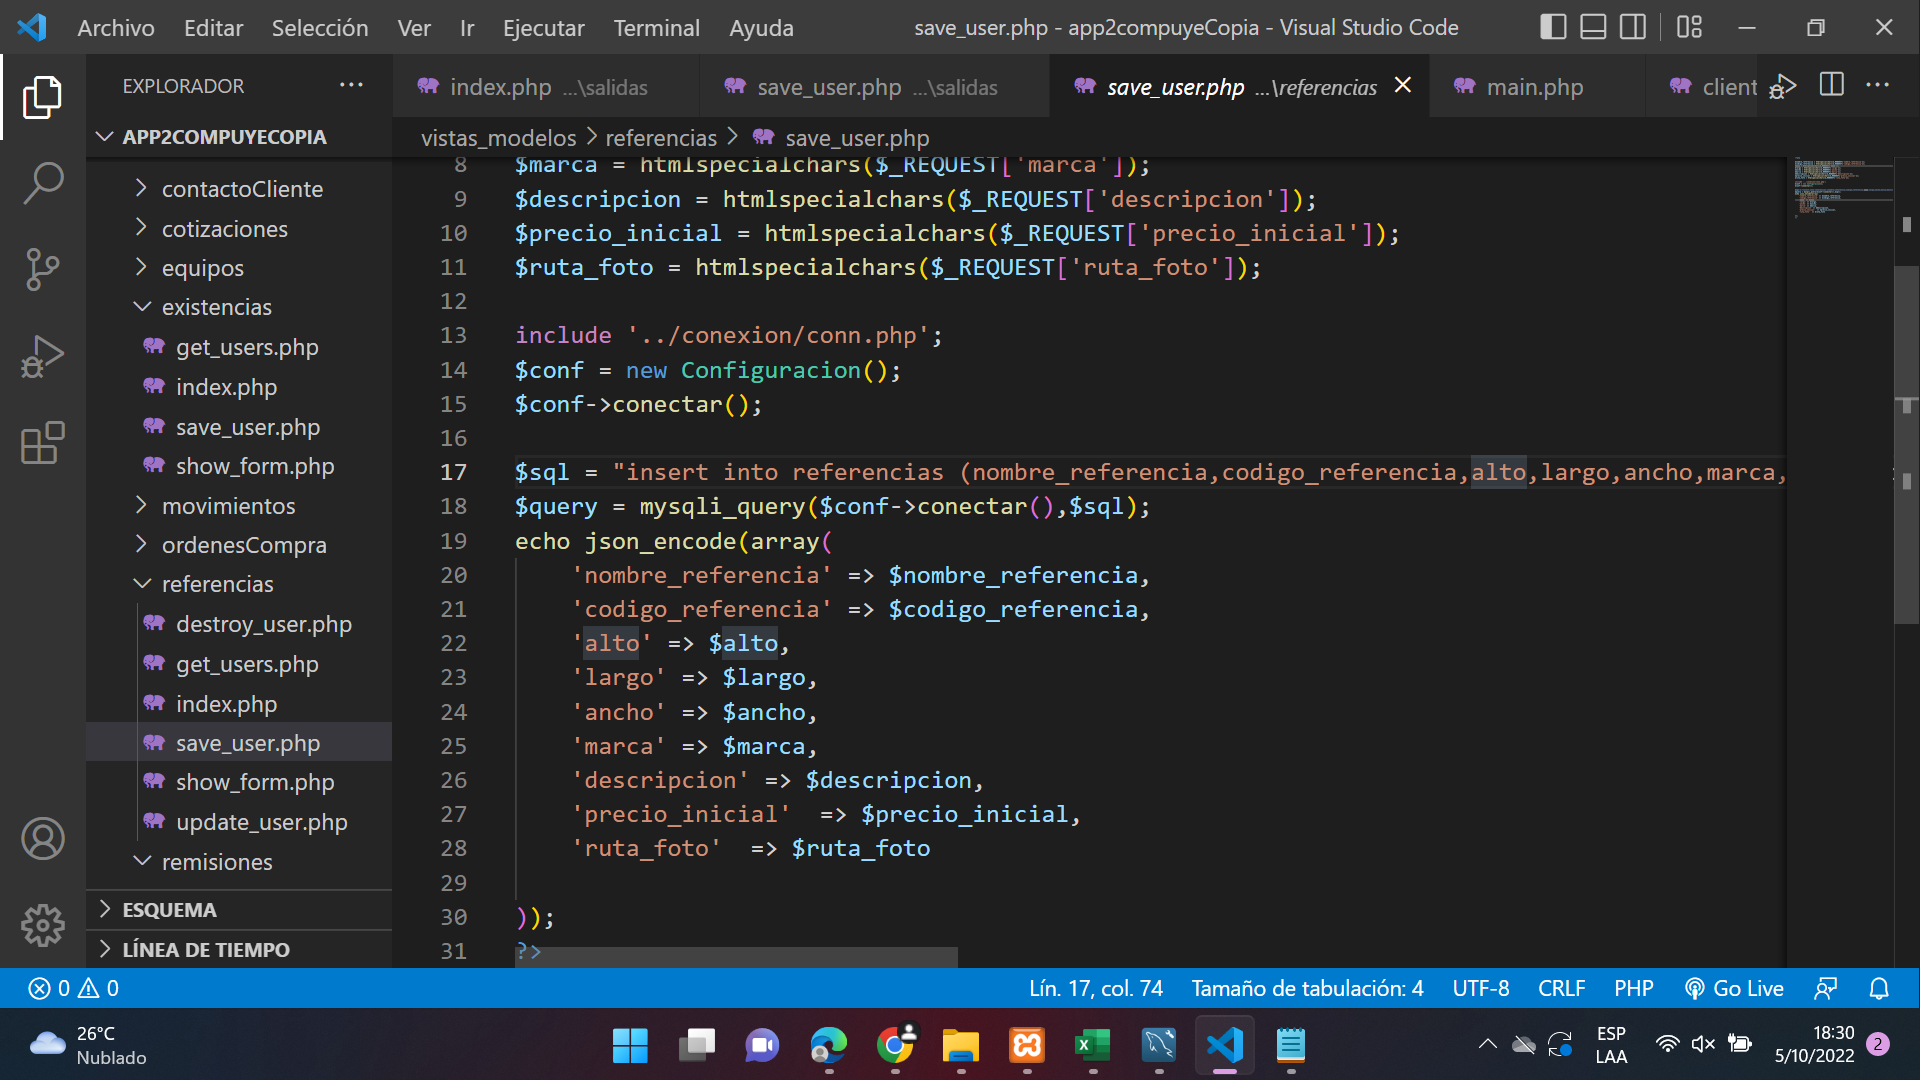 Archivo Editar Selección Ver Ir Ejecutar Terminal Ayuda save_user.php - app2compuyeCopia - Visual Studio Code
EXPLORADOR ··· index.php ...\salidas save_user.php ...\salidas save_user.php ...\referencias main.php client ···
APP2COMPUYECOPIA
vistas_modelos > referencias > save_user.php
contactoCliente
cotizaciones
equipos
existencias
get_users.php
index.php
save_user.php
show_form.php
movimientos
ordenesCompra
referencias
destroy_user.php
get_users.php
index.php
save_user.php
show_form.php
update_user.php
remisiones
ESQUEMA
LÍNEA DE TIEMPO
8 $marca = htmlspecialchars($_REQUEST['marca']);
9 $descripcion = htmlspecialchars($_REQUEST['descripcion']);
10 $precio_inicial = htmlspecialchars($_REQUEST['precio_inicial']);
11 $ruta_foto = htmlspecialchars($_REQUEST['ruta_foto']);
12
13 include '../conexion/conn.php';
14 $conf = new Configuracion();
15 $conf->conectar();
16
17 $sql = "insert into referencias (nombre_referencia,codigo_referencia,alto,largo,ancho,marca,
18 $query = mysqli_query($conf->conectar(),$sql);
19 echo json_encode(array(
20 'nombre_referencia' => $nombre_referencia,
21 'codigo_referencia' => $codigo_referencia,
22 'alto' => $alto,
23 'largo' => $largo,
24 'ancho' => $ancho,
25 'marca' => $marca,
26 'descripcion' => $descripcion,
27 'precio_inicial'  => $precio_inicial,
28 'ruta_foto'  => $ruta_foto
29
30 ));
31 ?>
0 0 Lín. 17, col. 74 Tamaño de tabulación: 4 UTF-8 CRLF PHP Go Live
26°C
Nublado
ESP
LAA
18:30
5/10/2022
2